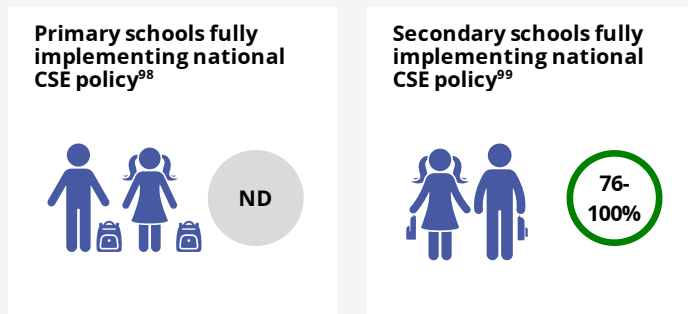 Primary schools fully
implementing national
CSE policy98
ND
Secondary schools fully
implementing national
CSE policy99
76-
100%